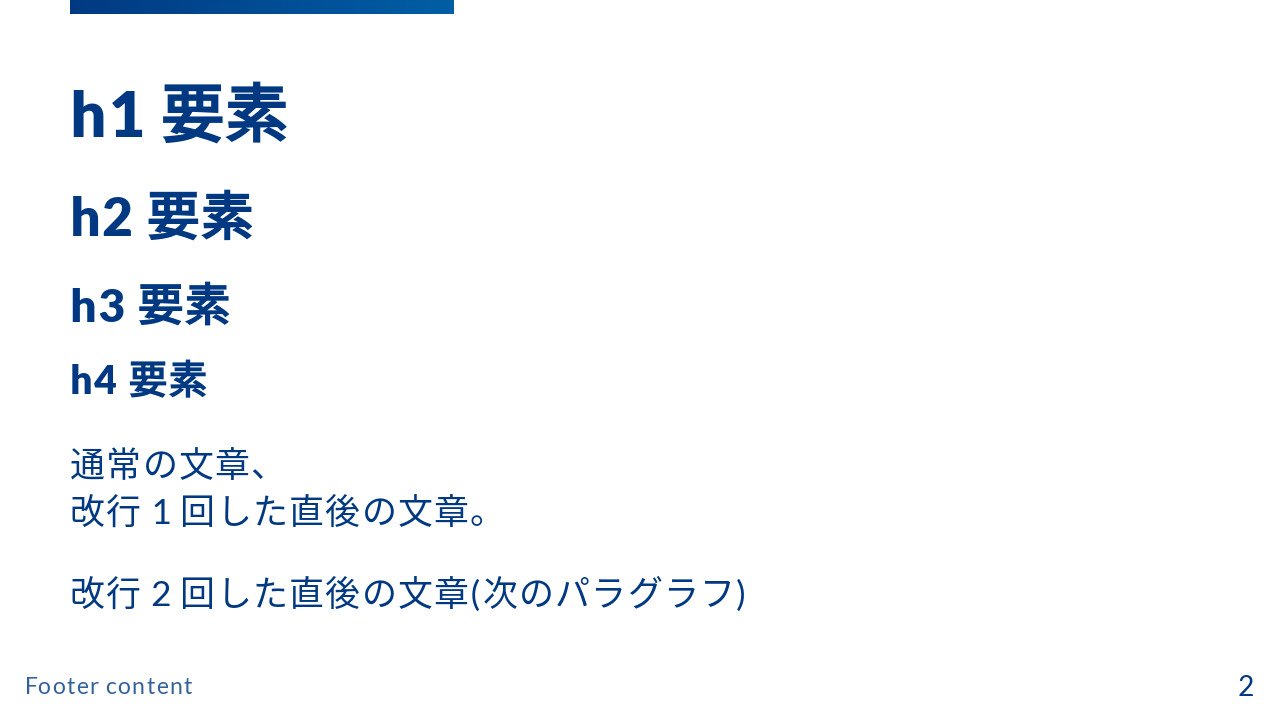 h1 要素
h2 要素
h3 要素
h4 要素
通常の文章、
改行 1 回した直後の文章。
改行 2 回した直後の文章(次のパラグラフ)
Footer content
2